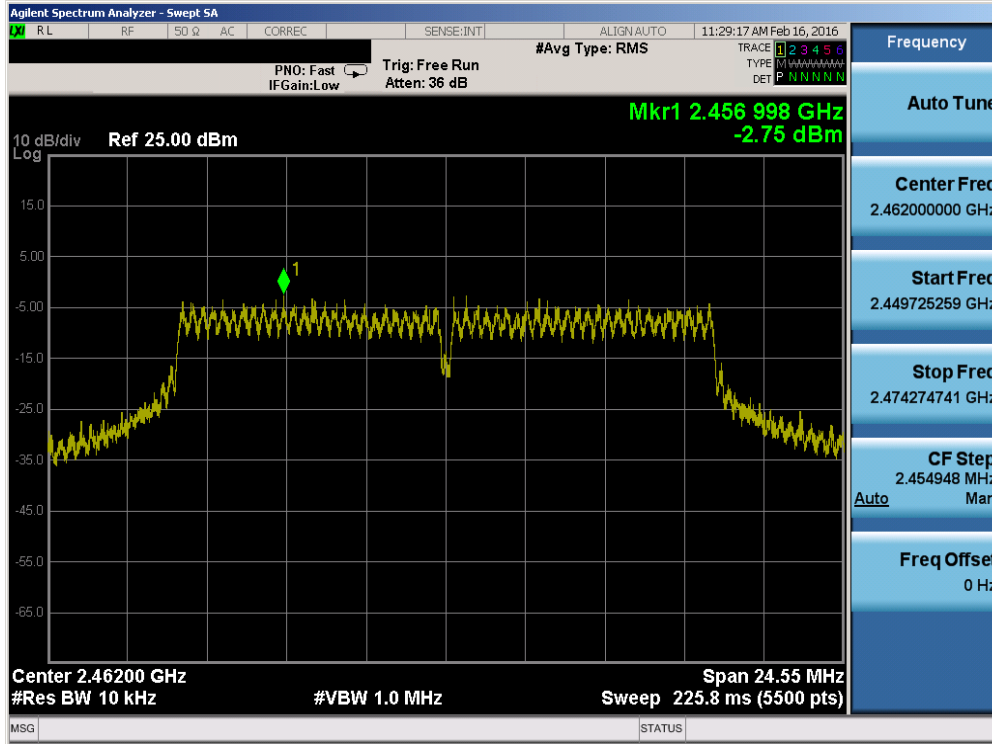 Agilent Spectrum Analyzer - Swept SA
LXI RL RF 50 Ω AC CORREC SENSE:INT ALIGN AUTO 11:29:17 AM Feb 16, 2016
PNO: Fast
IFGain:Low
Trig: Free Run
Atten: 36 dB
#Avg Type: RMS
TRACE 1 2 3 4 5 6
TYPE M
DET P N N N N N
Mkr1 2.456 998 GHz
-2.75 dBm
10 dB/div Ref 25.00 dBm
Log
15.0
5.00
-5.00
-15.0
-25.0
-35.0
-45.0
-55.0
-65.0
1
Center 2.46200 GHz Span 24.55 MHz
#Res BW 10 kHz #VBW 1.0 MHz Sweep 225.8 ms (5500 pts)
MSG STATUS
Frequency
Auto Tune
Center Freq
2.462000000 GHz
Start Freq
2.449725259 GHz
Stop Freq
2.474274741 GHz
CF Step
2.454948 MHz
Auto Man
Freq Offset
0 Hz